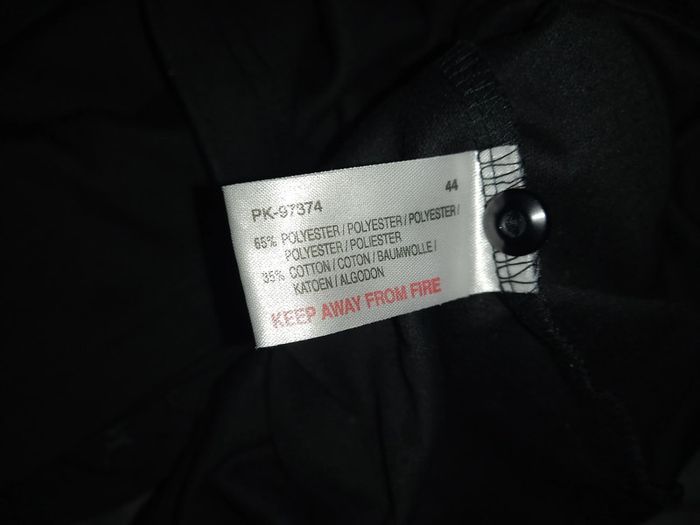 PK-97374
44
65% POLYESTER / POLYESTER / POLYESTER /
POLYESTER / POLIESTER
35% COTTON / COTON / BAUMWOLLE /
KATOEN / ALGODON
KEEP AWAY FROM FIRE